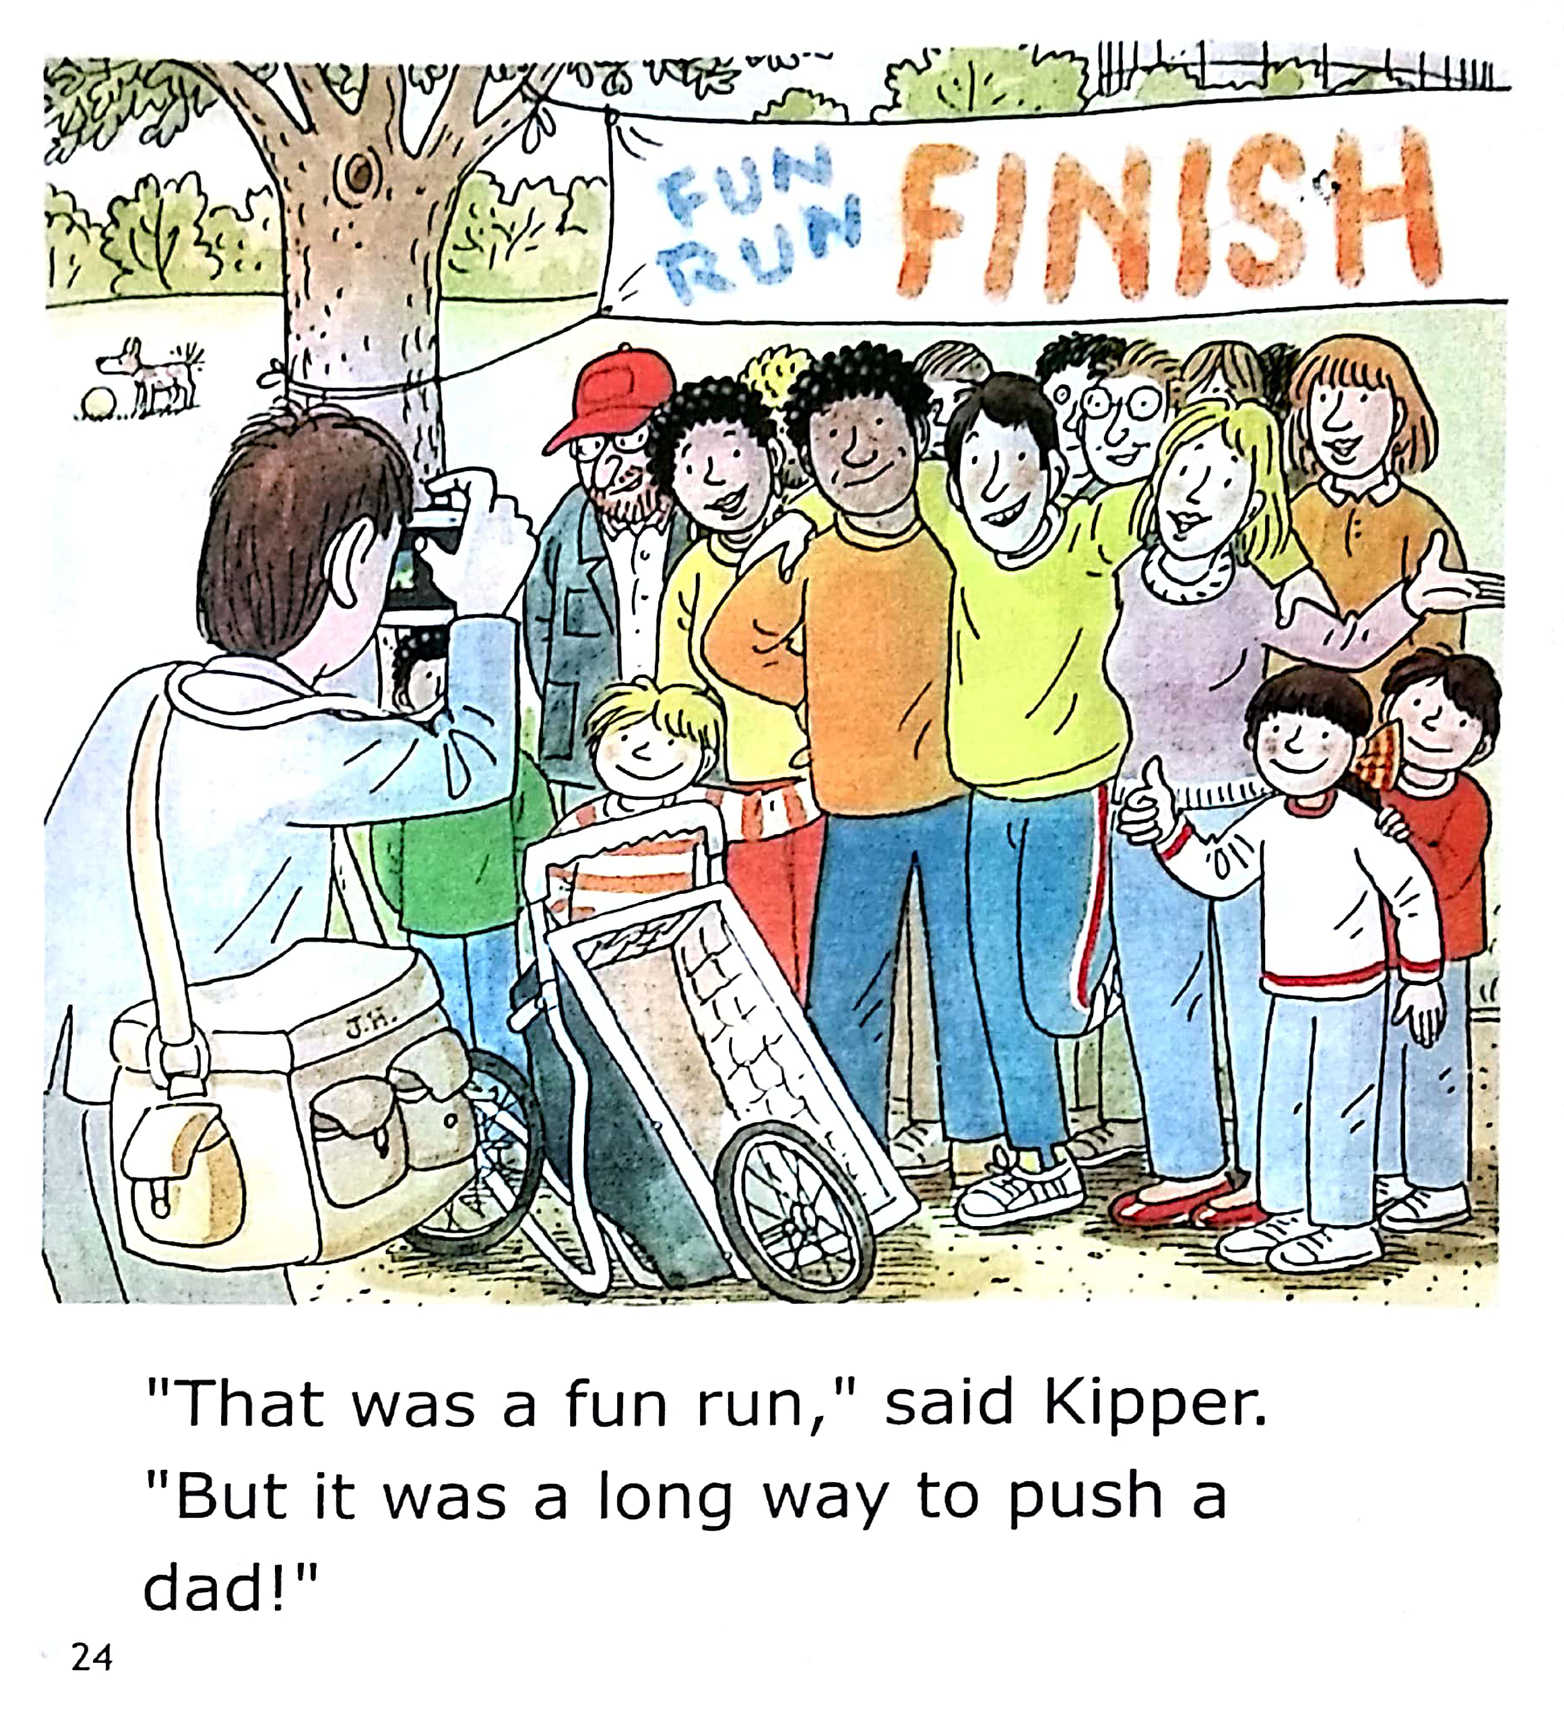 FUN
RUN
FINISH
J.H.
"That was a fun run," said Kipper.
"But it was a long way to push a
dad!"
24